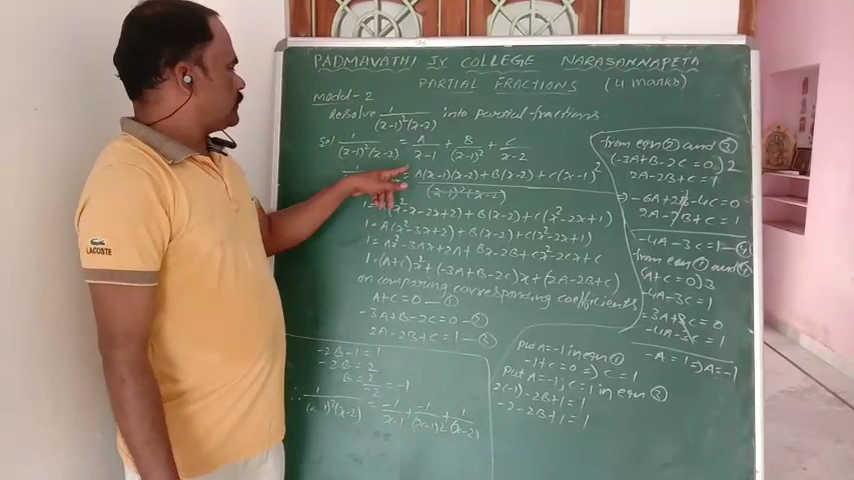 PADMAVATHI Jr COLLEGE NARASANNAPETA
PARTIAL FRACTIONS (4 marks)
model-2
Resolve 1/(x-1)²(x-2) into partial fractions
Sol 1/(x-1)²(x-2) = A/(x-1) + B/(x-1)² + C/(x-2)
= A(x-1)(x-2) + B(x-2) + C(x-1)² / (x-1)²(x-2)
1 = A(x²-x-2x+2) + B(x-2) + C(x²-2x+1)
1 = A(x²-3x+2) + B(x-2) + C(x²-2x+1)
1 = Ax²-3Ax+2A + Bx-2B + Cx²-2Cx+C
1 = (A+C)x² + (-3A+B-2C)x + (2A-2B+C)
on comparing corresponding coefficients
A+C=0 — ①
-3A+B-2C=0 — ②
2A-2B+C=1 — ③
from eqn ② and ③
(-3A+B-2C=0)2
2A-2B+C=1
⇒ -6A+2B-4C=0
2A-2B+C=1
-4A-3C=1 — ④
from eqn ① and ④
(A+C=0)3
-4A-3C=1
=3A+3C=0
-4A-3C=1
-A=1 ⇒ A=-1
put A=-1 in eqn ①
-1+C=0 ⇒ C=1
put A=-1, C=1 in eqn ③
2(-1)-2B+1=1
-2-2B+1=1
-2B-1=1
-2B=2
B=2/-2=-1
∴ 1/(x-1)²(x-2) = -1/(x-1) + -1/(x-1)² + 1/(x-2)
LACOSTE